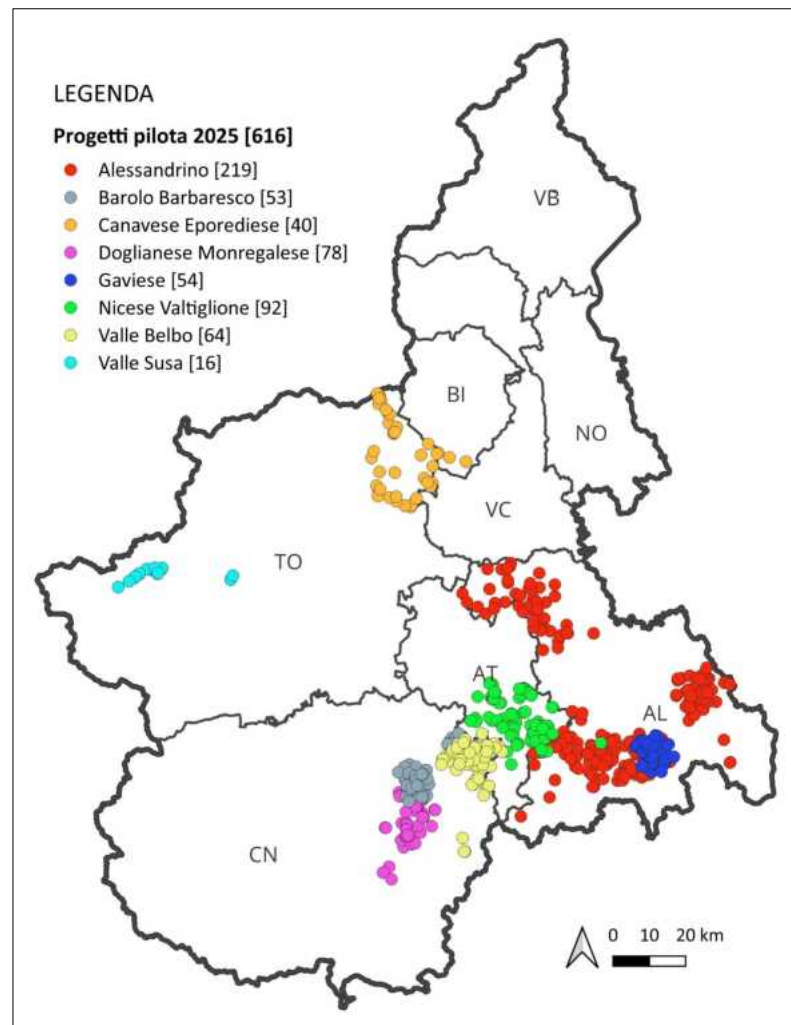 LEGENDA
Progetti pilota 2025 [616]
Alessandrino [219]
Barolo Barbaresco [53]
Canavese Eporediese [40]
Doglianese Monregalese [78]
Gaviese [54]
Nicese Valtiglione [92]
Valle Belbo [64]
Valle Susa [16]
VB
BI
NO
VC
TO
AT
AL
CN
0 10 20 km